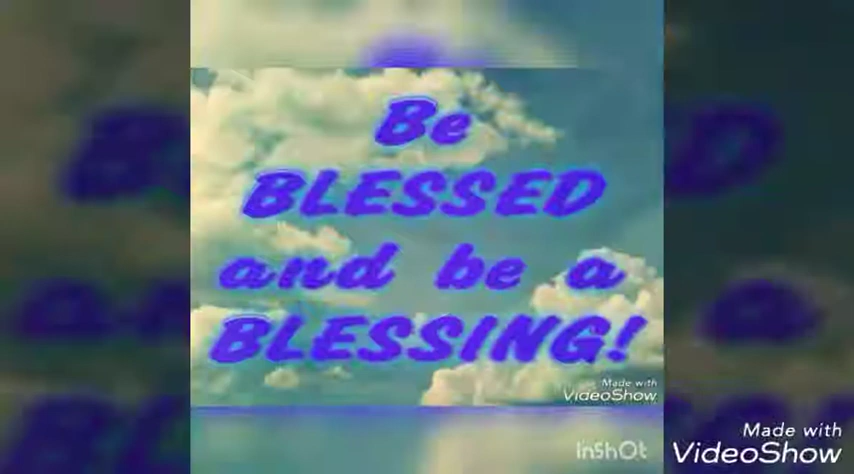 Be
BLESSED
and be a
BLESSING!
Made with
VideoShow
InShOt
Made with
VideoShow